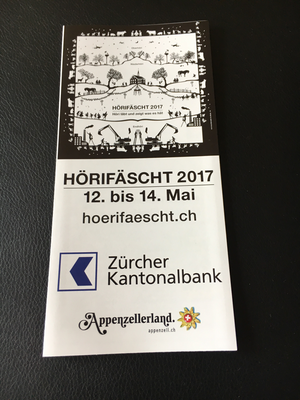 HÖRIFÄSCHT 2017
HÖRIFÄSCHT 2017
12. bis 14. Mai
hoerifaescht.ch
Zürcher
Kantonalbank
Appenzellerland.
appenzell.ch